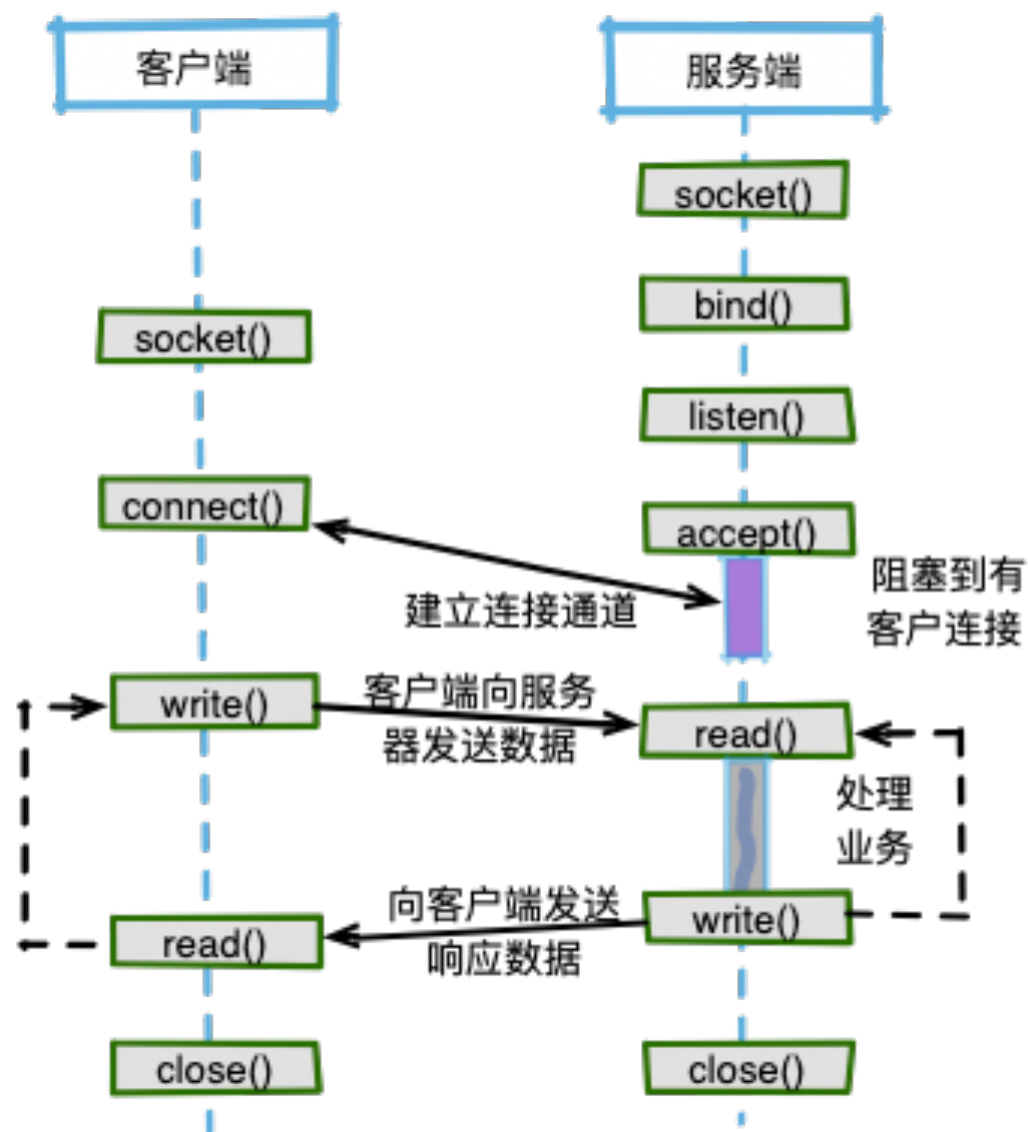 客户端
服务端
socket()
bind()
socket()
listen()
connect()
accept()
阻塞到有
客户连接
建立连接通道
write()
客户端向服务
器发送数据
read()
处理
业务
向客户端发送
响应数据
write()
read()
close()
close()